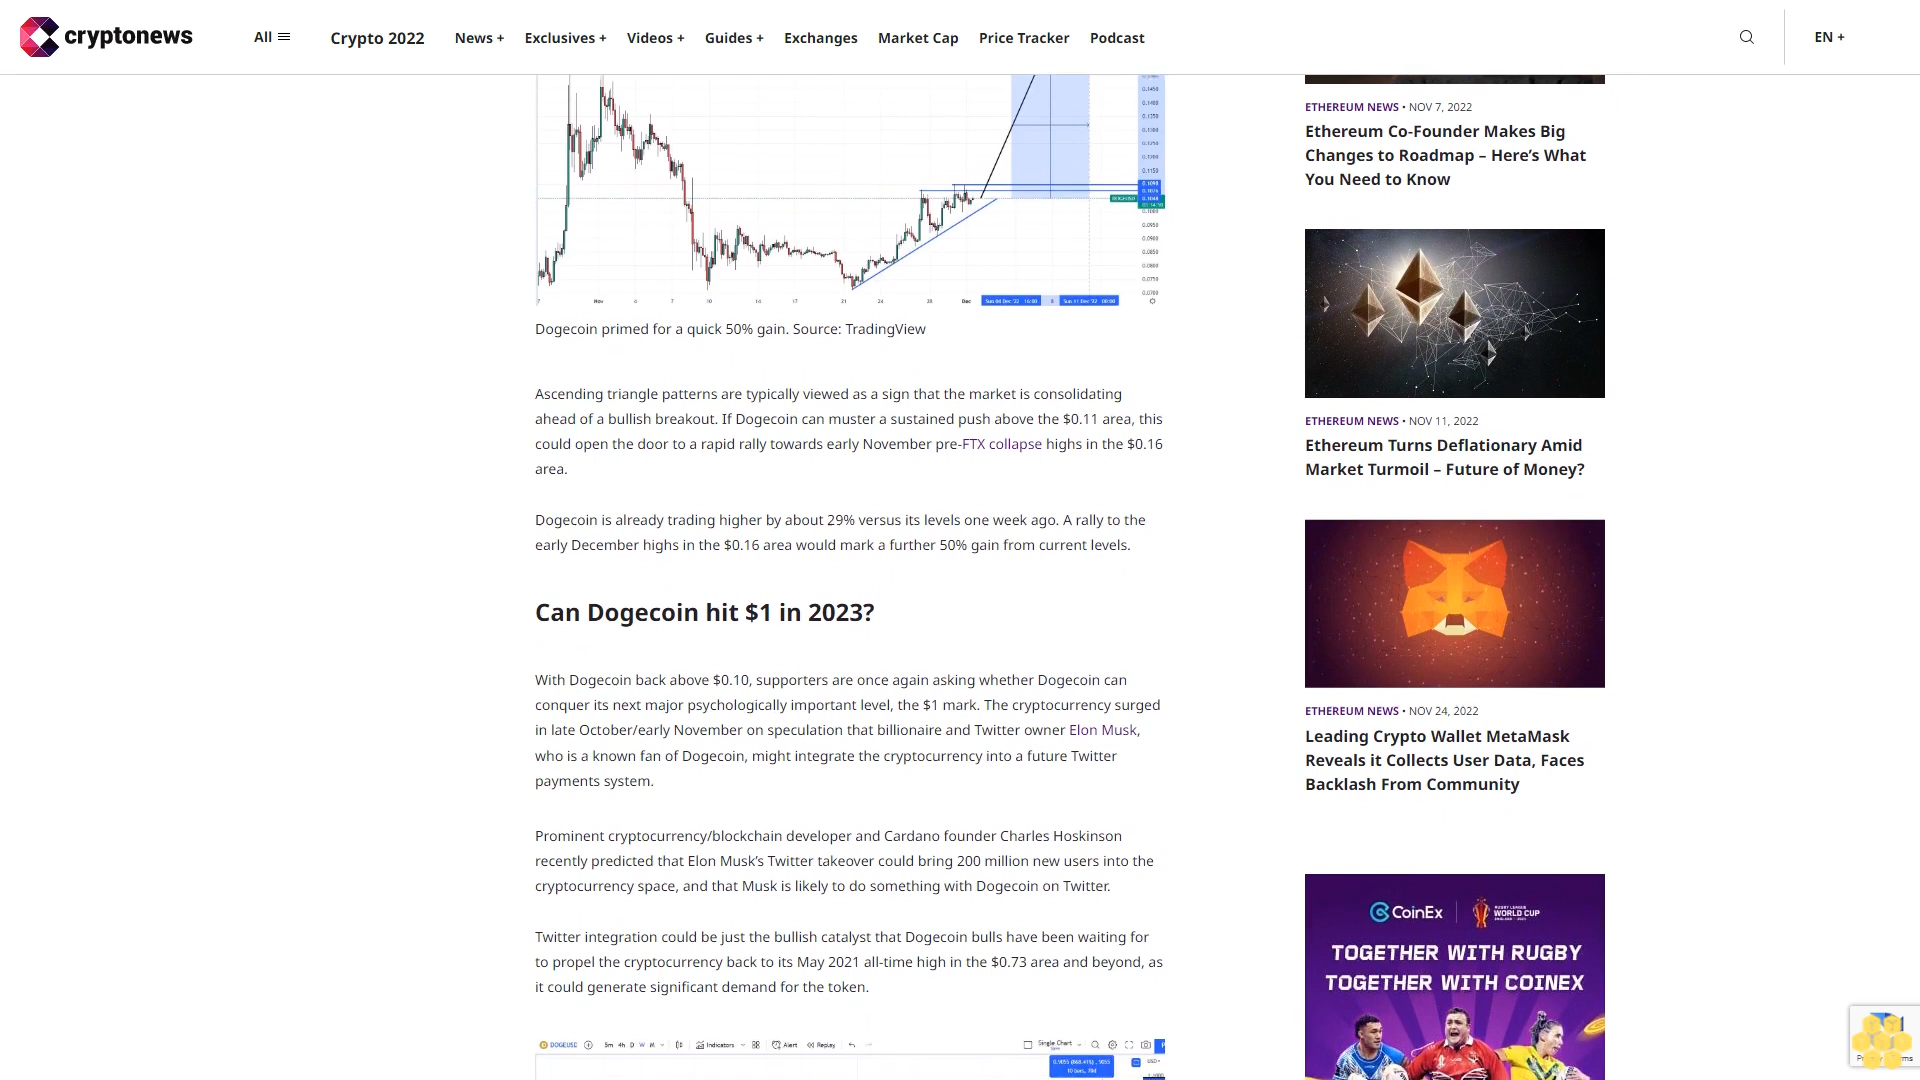 cryptonews
All
Crypto 2022
News +
Exclusives +
Videos +
Guides +
Exchanges
Market Cap
Price Tracker
Podcast
EN +
Nov
Dec
Dogecoin primed for a quick 50% gain. Source: TradingView
Ascending triangle patterns are typically viewed as a sign that the market is consolidating
ahead of a bullish breakout. If Dogecoin can muster a sustained push above the $0.11 area, this
could open the door to a rapid rally towards early November pre-FTX collapse highs in the $0.16
area.
Dogecoin is already trading higher by about 29% versus its levels one week ago. A rally to the
early December highs in the $0.16 area would mark a further 50% gain from current levels.
Can Dogecoin hit $1 in 2023?
With Dogecoin back above $0.10, supporters are once again asking whether Dogecoin can
conquer its next major psychologically important level, the $1 mark. The cryptocurrency surged
in late October/early November on speculation that billionaire and Twitter owner Elon Musk,
who is a known fan of Dogecoin, might integrate the cryptocurrency into a future Twitter
payments system.
Prominent cryptocurrency/blockchain developer and Cardano founder Charles Hoskinson
recently predicted that Elon Musk's Twitter takeover could bring 200 million new users into the
cryptocurrency space, and that Musk is likely to do something with Dogecoin on Twitter.
Twitter integration could be just the bullish catalyst that Dogecoin bulls have been waiting for
to propel the cryptocurrency back to its May 2021 all-time high in the $0.73 area and beyond, as
it could generate significant demand for the token.
DOGEUSD
5m 4h D W M
Indicators
Alert
Replay
Single Chart
ETHEREUM NEWS • NOV 7, 2022
Ethereum Co-Founder Makes Big
Changes to Roadmap – Here’s What
You Need to Know
ETHEREUM NEWS • NOV 11, 2022
Ethereum Turns Deflationary Amid
Market Turmoil – Future of Money?
ETHEREUM NEWS • NOV 24, 2022
Leading Crypto Wallet MetaMask
Reveals it Collects User Data, Faces
Backlash From Community
CoinEx
RUGBY LEAGUE
WORLD CUP
TOGETHER WITH RUGBY
TOGETHER WITH COINEX